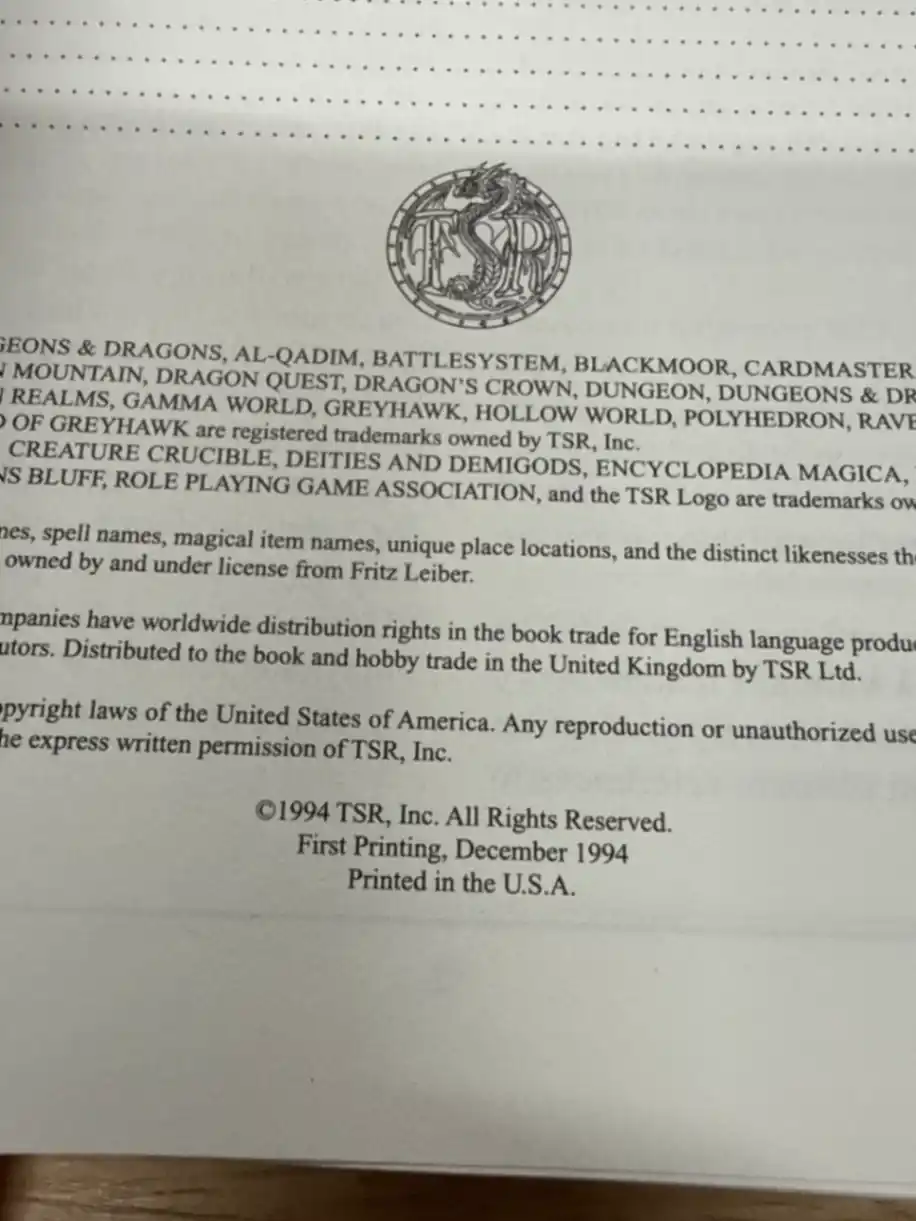 TSR
GEONS & DRAGONS, AL-QADIM, BATTLESYSTEM, BLACKMOOR, CARDMASTER
MOUNTAIN, DRAGON QUEST, DRAGON'S CROWN, DUNGEON, DUNGEONS & DR
REALMS, GAMMA WORLD, GREYHAWK, HOLLOW WORLD, POLYHEDRON, RAVE
OF GREYHAWK are registered trademarks owned by TSR, Inc.
CREATURE CRUCIBLE, DEITIES AND DEMIGODS, ENCYCLOPEDIA MAGICA,
NS BLUFF, ROLE PLAYING GAME ASSOCIATION, and the TSR Logo are trademarks ow
mes, spell names, magical item names, unique place locations, and the distinct likenesses the
owned by and under license from Fritz Leiber.
mpanies have worldwide distribution rights in the book trade for English language produc
utors. Distributed to the book and hobby trade in the United Kingdom by TSR Ltd.
opyright laws of the United States of America. Any reproduction or unauthorized use
he express written permission of TSR, Inc.
©1994 TSR, Inc. All Rights Reserved.
First Printing, December 1994
Printed in the U.S.A.